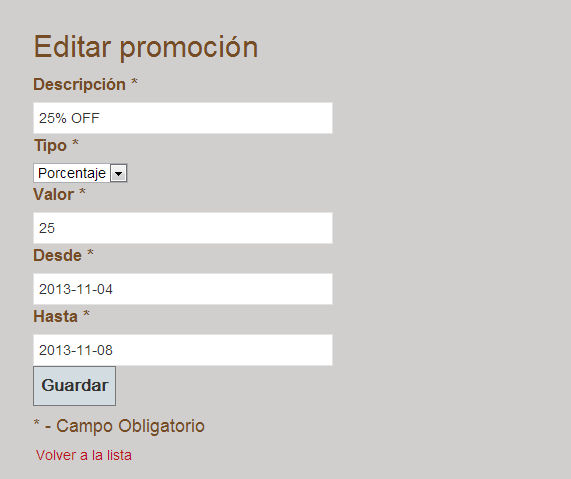 Editar promoción
Descripción *
25% OFF
Tipo *
Porcentaje
Valor *
25
Desde *
2013-11-04
Hasta *
2013-11-08
Guardar
* - Campo Obligatorio
Volver a la lista